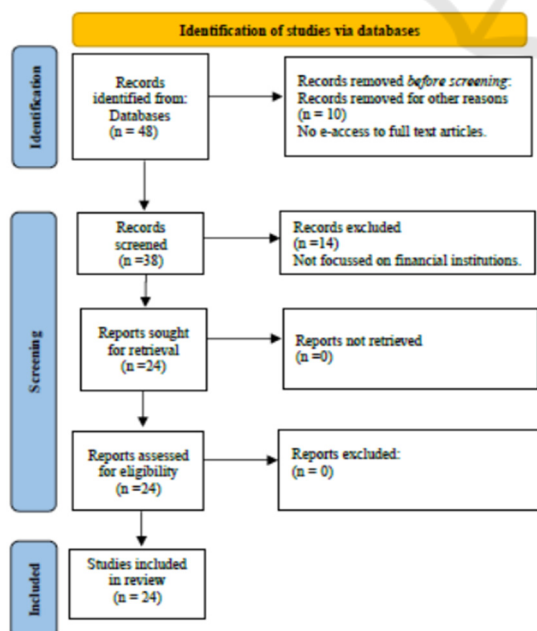 Identification of studies via databases
Identification
Records
identified from:
Databases
(n = 48)
Records removed before screening:
Records removed for other reasons
(n = 10)
No e-access to full text articles.
Screening
Records
screened
(n =38)
Records excluded
(n =14)
Not focussed on financial institutions.
Reports sought
for retrieval
(n =24)
Reports not retrieved
(n =0)
Reports assessed
for eligibility
(n =24)
Reports excluded:
(n = 0)
Included
Studies included
in review
(n = 24)